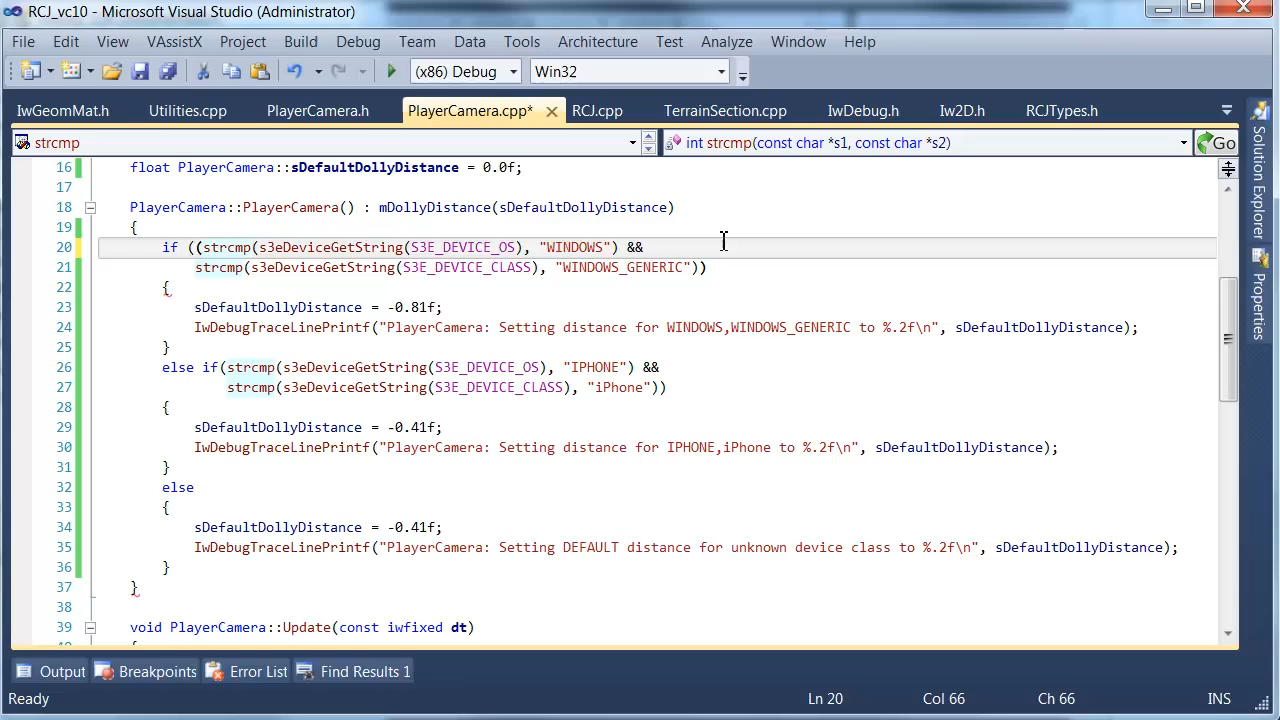 RCJ_vc10 - Microsoft Visual Studio (Administrator)
File Edit View VAssistX Project Build Debug Team Data Tools Architecture Test Analyze Window Help
(x86) Debug Win32
IwGeomMat.h Utilities.cpp PlayerCamera.h PlayerCamera.cpp* RCJ.cpp TerrainSection.cpp IwDebug.h Iw2D.h RCJTypes.h
strcmp int strcmp(const char *s1, const char *s2) Go
16 float PlayerCamera::sDefaultDollyDistance = 0.0f;
17
18 PlayerCamera::PlayerCamera() : mDollyDistance(sDefaultDollyDistance)
19 {
20 if ((strcmp(s3eDeviceGetString(S3E_DEVICE_OS), "WINDOWS") &&
21 strcmp(s3eDeviceGetString(S3E_DEVICE_CLASS), "WINDOWS_GENERIC"))
22 {
23 sDefaultDollyDistance = -0.81f;
24 IwDebugTraceLinePrintf("PlayerCamera: Setting distance for WINDOWS,WINDOWS_GENERIC to %.2f\n", sDefaultDollyDistance);
25 }
26 else if(strcmp(s3eDeviceGetString(S3E_DEVICE_OS), "IPHONE") &&
27 strcmp(s3eDeviceGetString(S3E_DEVICE_CLASS), "iPhone"))
28 {
29 sDefaultDollyDistance = -0.41f;
30 IwDebugTraceLinePrintf("PlayerCamera: Setting distance for IPHONE,iPhone to %.2f\n", sDefaultDollyDistance);
31 }
32 else
33 {
34 sDefaultDollyDistance = -0.41f;
35 IwDebugTraceLinePrintf("PlayerCamera: Setting DEFAULT distance for unknown device class to %.2f\n", sDefaultDollyDistance);
36 }
37 }
38
39 void PlayerCamera::Update(const iwfixed dt)
Solution Explorer
Properties
Output Breakpoints Error List Find Results 1
Ready Ln 20 Col 66 Ch 66 INS